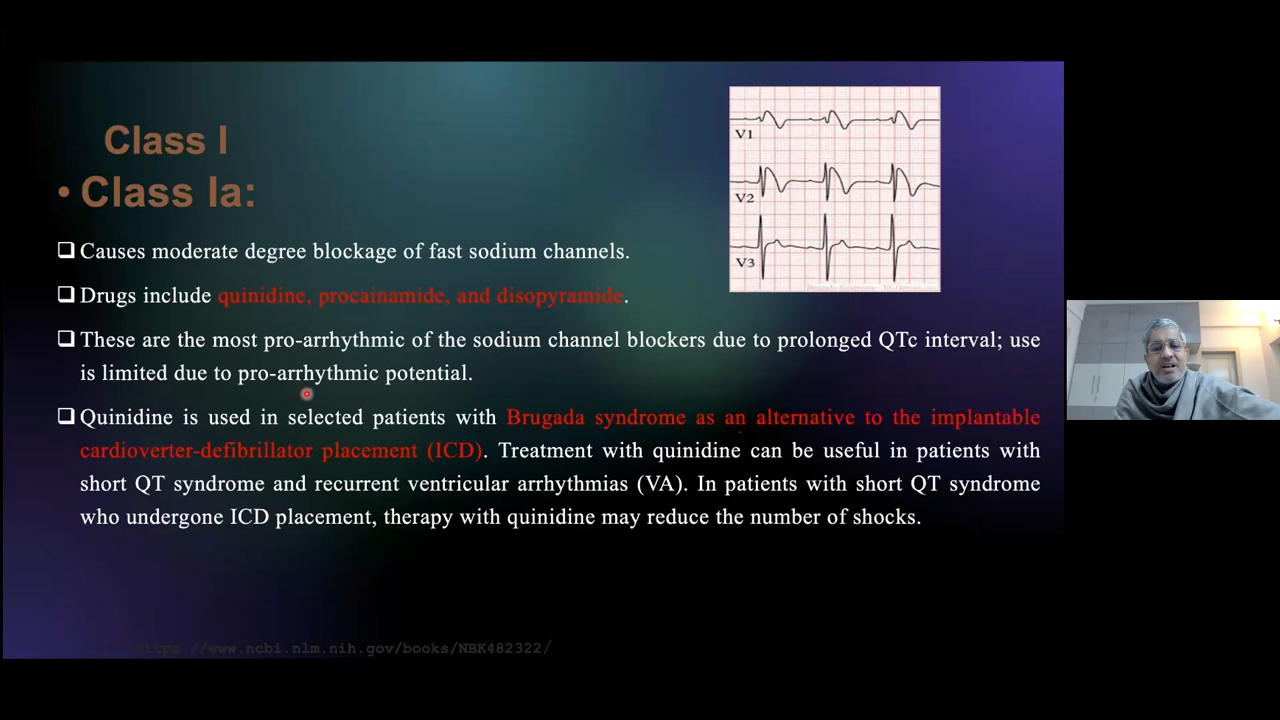 Class I
• Class Ia:
❑ Causes moderate degree blockage of fast sodium channels.
❑ Drugs include quinidine, procainamide, and disopyramide.
❑ These are the most pro-arrhythmic of the sodium channel blockers due to prolonged QTc interval; use
is limited due to pro-arrhythmic potential.
❑ Quinidine is used in selected patients with Brugada syndrome as an alternative to the implantable
cardioverter-defibrillator placement (ICD). Treatment with quinidine can be useful in patients with
short QT syndrome and recurrent ventricular arrhythmias (VA). In patients with short QT syndrome
who undergone ICD placement, therapy with quinidine may reduce the number of shocks.
V1
V2
V3
https://www.ncbi.nlm.nih.gov/books/NBK482322/